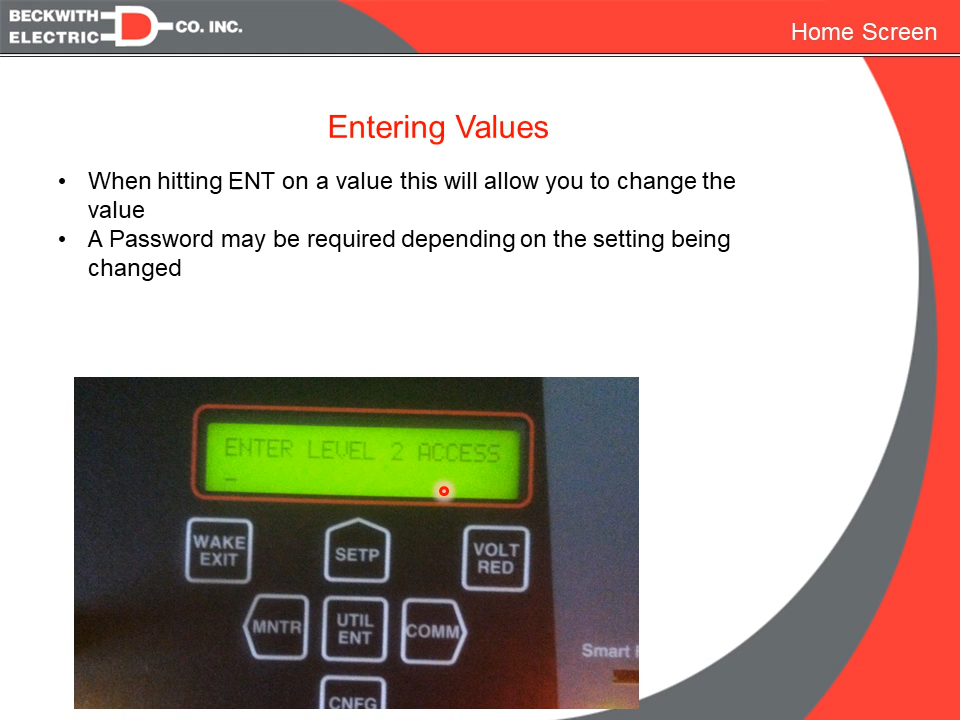 BECKWITH
ELECTRIC
CO. INC.
Home Screen
Entering Values
• When hitting ENT on a value this will allow you to change the
value
• A Password may be required depending on the setting being
changed
ENTER LEVEL 2 ACCESS
_
WAKE
EXIT
SETP
VOLT
RED
MNTR
UTIL
ENT
COMM
Smart
CNFG